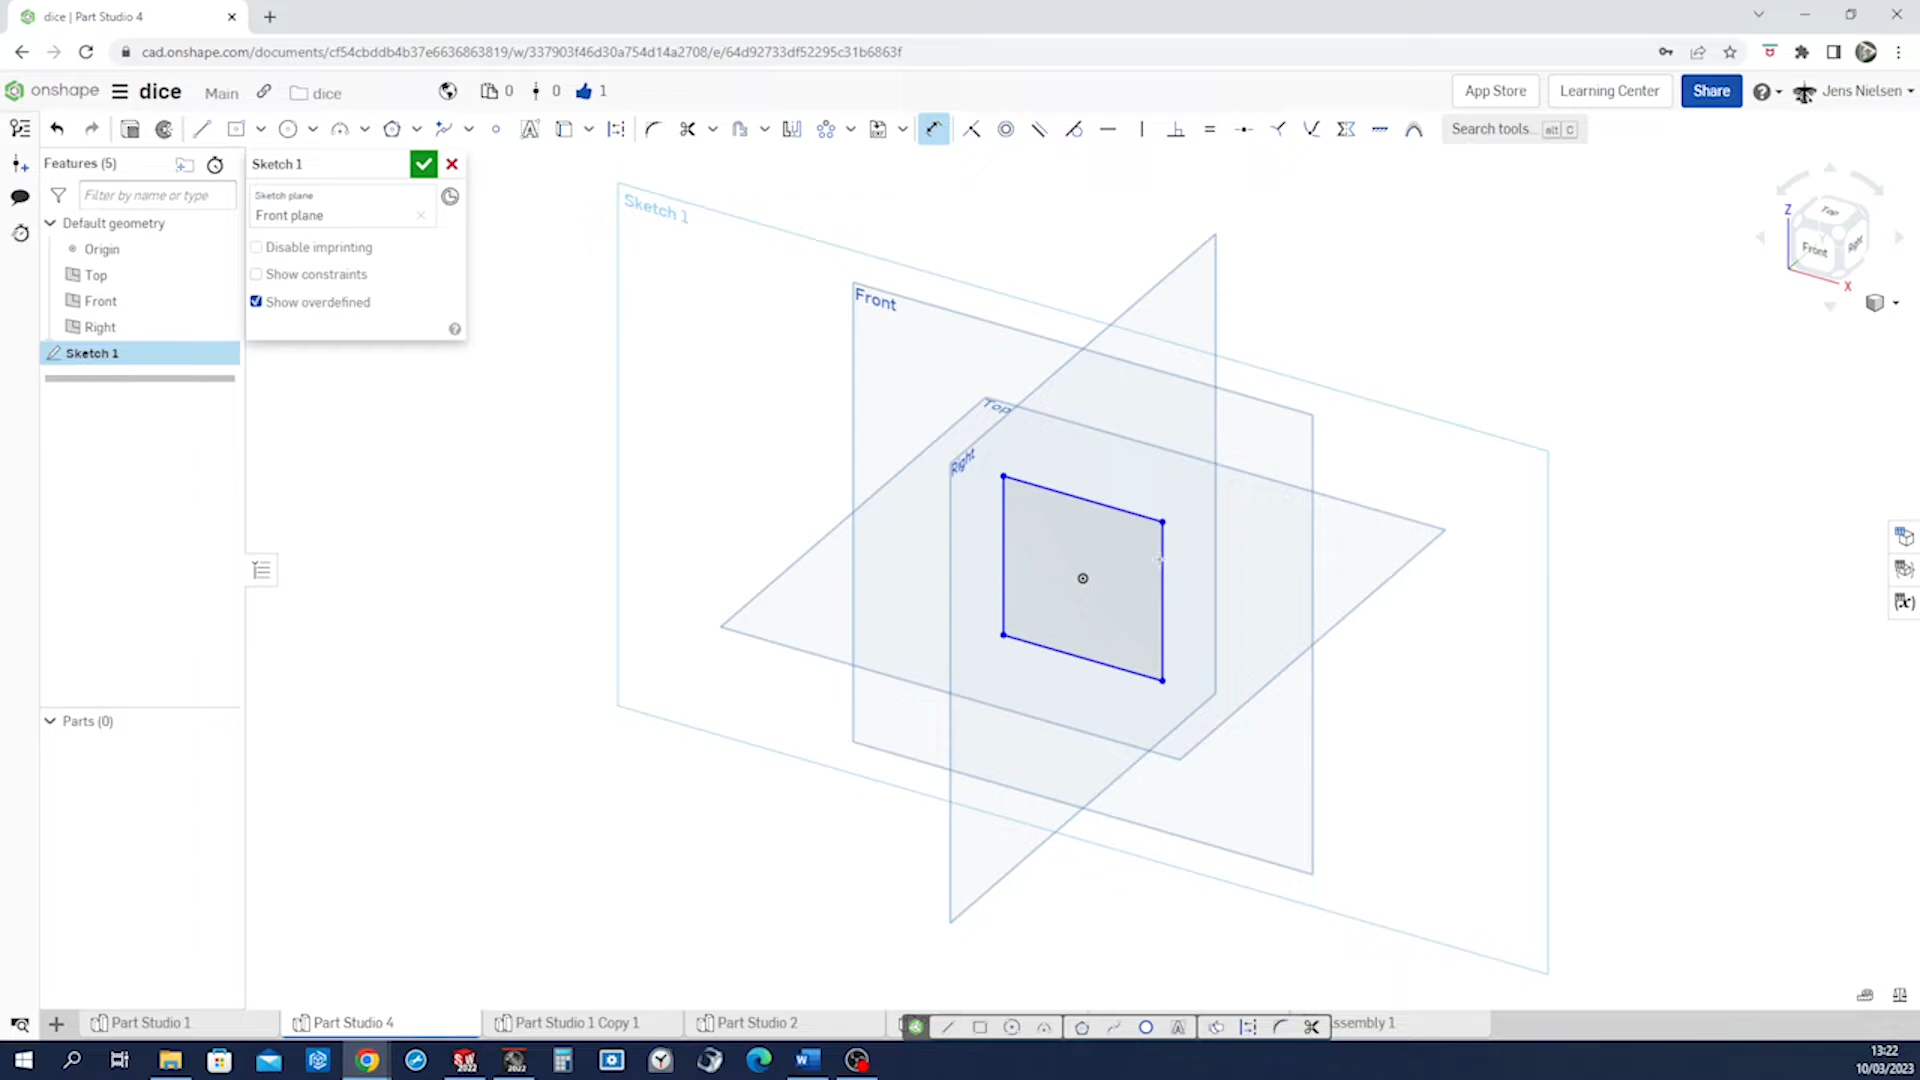 dice | Part Studio 4
cad.onshape.com/documents/cf54cbddb4b37e6636863819/w/337903f46d30a754d14a2708/e/64d92733df52295c31b6863f
onshape
dice
Main
dice
0
0
1
App Store
Learning Center
Share
Jens Nielsen
Search tools...
alt
C
Features (5)
Filter by name or type
Default geometry
Origin
Top
Front
Right
Sketch 1
Parts (0)
Sketch 1
Sketch plane
Front plane
Disable imprinting
Show constraints
Show overdefined
Sketch 1
Front
Top
Right
Z
Top
Front
Right
X
Part Studio 1
Part Studio 4
Part Studio 1 Copy 1
Part Studio 2
ssembly 1
13:22
10/03/2023